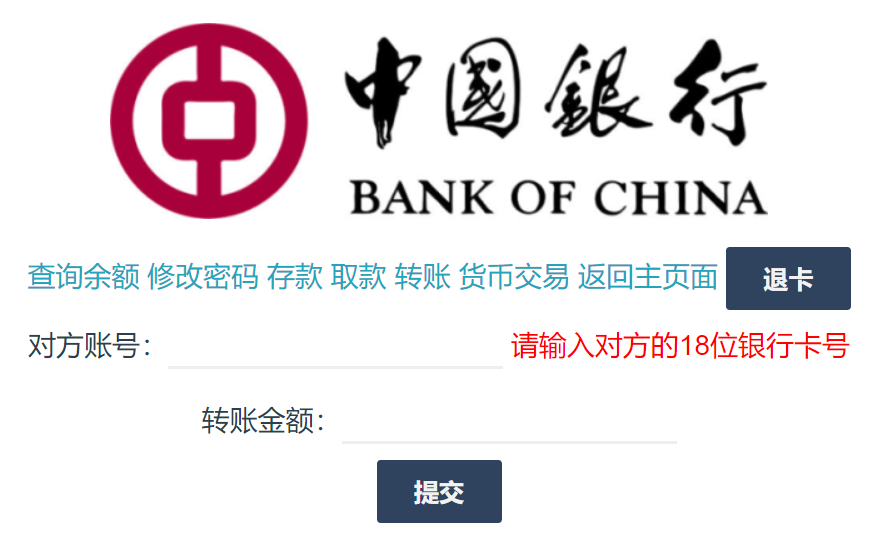 中國銀行
BANK OF CHINA
查询余额 修改密码 存款 取款 转账 货币交易 返回主页面 退卡
对方账号： 请输入对方的18位银行卡号
转账金额：
提交